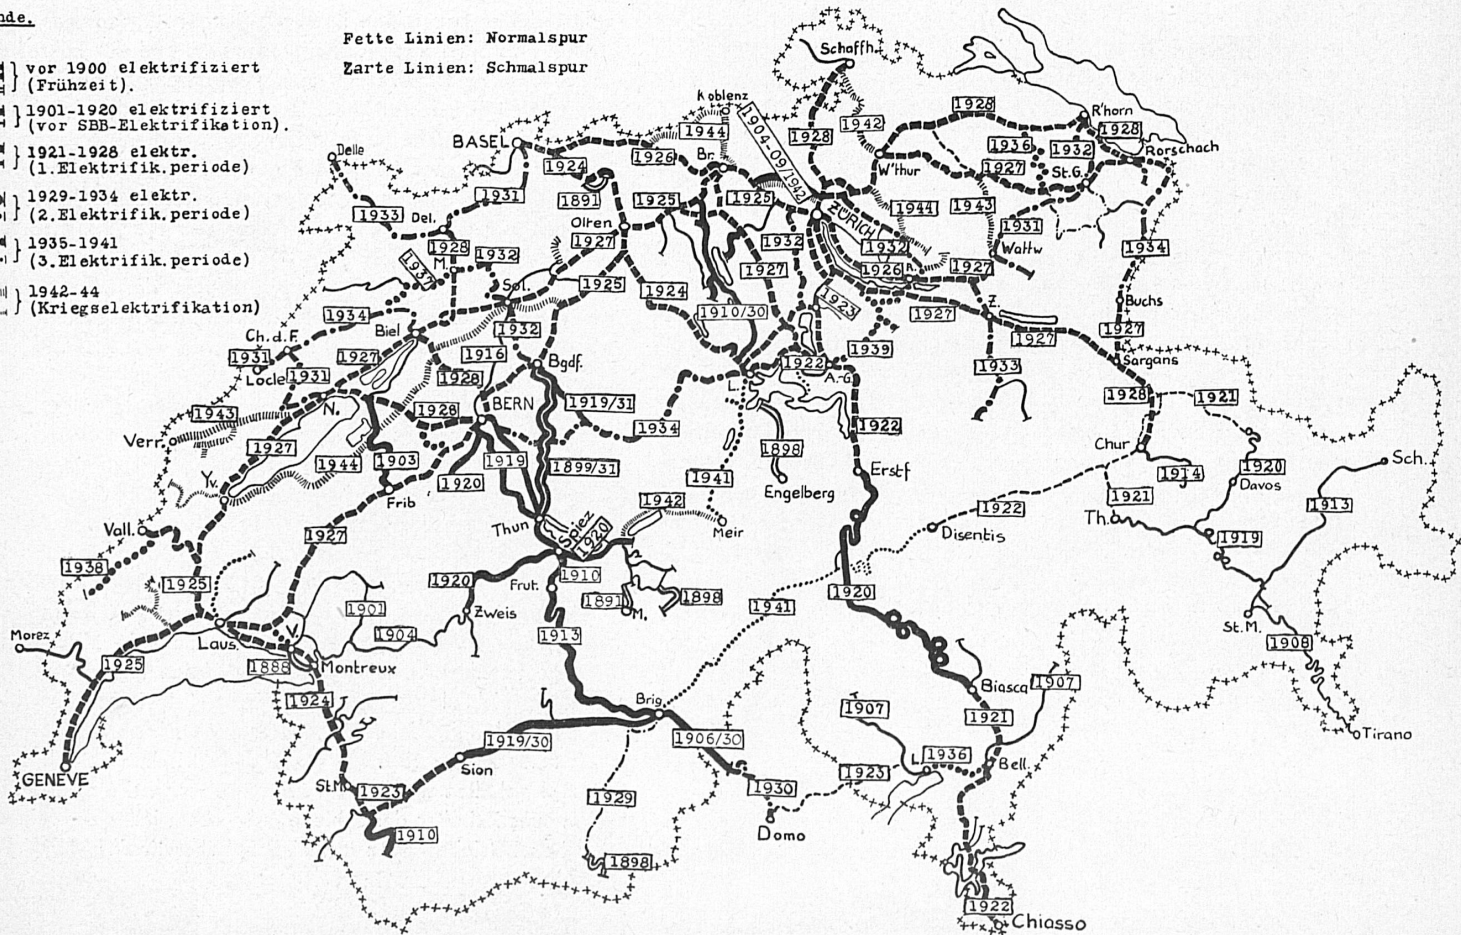 nde.
vor 1900 elektrifiziert
(Frühzeit).
1901-1920 elektrifiziert
(vor SBB-Elektrifikation).
1921-1928 elektr.
(1.Elektrifik.periode)
1929-1934 elektr.
(2.Elektrifik.periode)
1935-1941
(3.Elektrifik.periode)
1942-44
(Kriegselektrifikation)
Fette Linien: Normalspur
Zarte Linien: Schmalspur
Schaffh.
Koblenz
1904-09/1942
1928
R'horn
1944
1942
1928
1928
BASEL
1926
Br.
1936
1932
Rorschach
Delle
1924
W'thur
1927
St.G.
1891
1925
1925
1944
1943
1931
1933
Del.
1931
Olten
ZÜRICH
1931
1928
1932
1927
1932
1932
Wattw
1934
M.
1937
1927
1926
R.
1927
Sol.
1925
1924
1923
Buchs
1934
Biel
1932
1910/30
1927
Z.
1927
1927
Ch.d.F.
1916
1939
Sargans
1931
1927
1922
Locle
1931
1928
Bgdf.
L.
A.-G.
1933
1928
1921
1943
N.
1928
BERN
1919/31
Verr.
1927
1934
1922
Chur
1944
1903
1919
1899/31
1898
1914
1920
Sch.
Yv.
1920
1941
Engelberg
Erstf
1921
Davos
Frib
1942
1922
Th.
1913
Vall.
1927
Thun
Spiez
1920
Meir
Disentis
1919
1938
1925
1920
1910
Frut.
1891
M.
1898
1920
Zweis
1941
St.M.
Morez
1901
1904
1913
1908
Laus.
V.
1925
1888
Montreux
1907
Biasca
1924
Brig
1907
1921
Tirano
1919/30
1906/30
GENEVE
Sion
1923
L.
1936
Bell.
St.M.
1923
1929
1930
1910
Domo
1898
1922
Chiasso